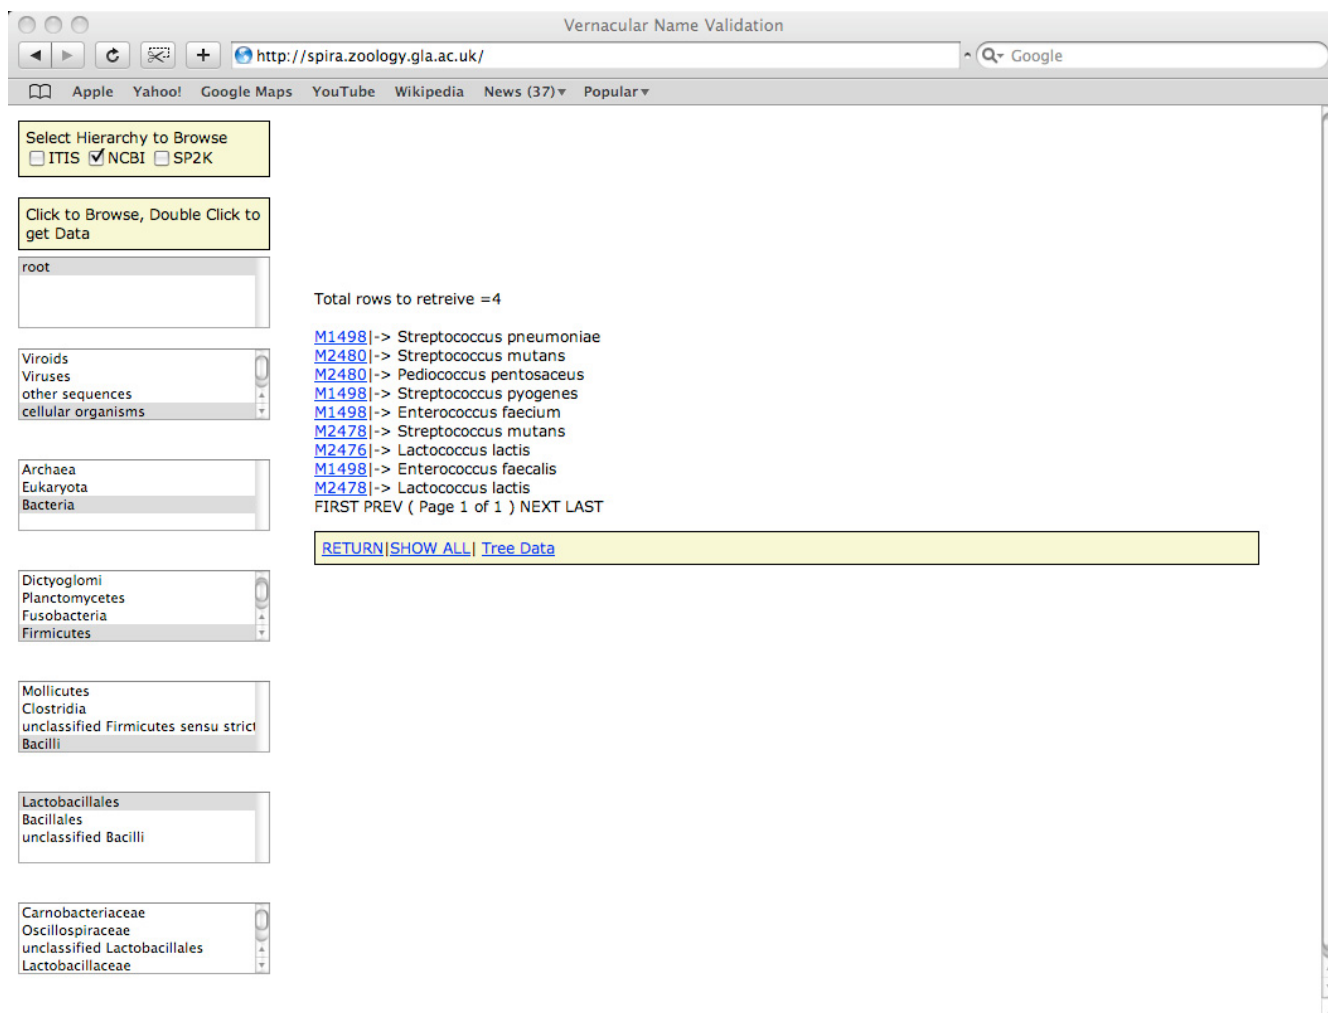 Vernacular Name Validation
http://spira.zoology.gla.ac.uk/
Google
Apple Yahoo! Google Maps YouTube Wikipedia News (37) Popular
Select Hierarchy to Browse
ITIS NCBI SP2K
Click to Browse, Double Click to
get Data
root
Viroids
Viruses
other sequences
cellular organisms
Archaea
Eukaryota
Bacteria
Dictyoglomi
Planctomycetes
Fusobacteria
Firmicutes
Mollicutes
Clostridia
unclassified Firmicutes sensu strict
Bacilli
Lactobacillales
Bacillales
unclassified Bacilli
Carnobacteriaceae
Oscillospiraceae
unclassified Lactobacillales
Lactobacillaceae
Total rows to retreive =4
M1498|-> Streptococcus pneumoniae
M2480|-> Streptococcus mutans
M2480|-> Pediococcus pentosaceus
M1498|-> Streptococcus pyogenes
M1498|-> Enterococcus faecium
M2478|-> Streptococcus mutans
M2476|-> Lactococcus lactis
M1498|-> Enterococcus faecalis
M2478|-> Lactococcus lactis
FIRST PREV ( Page 1 of 1 ) NEXT LAST
RETURN|SHOW ALL| Tree Data